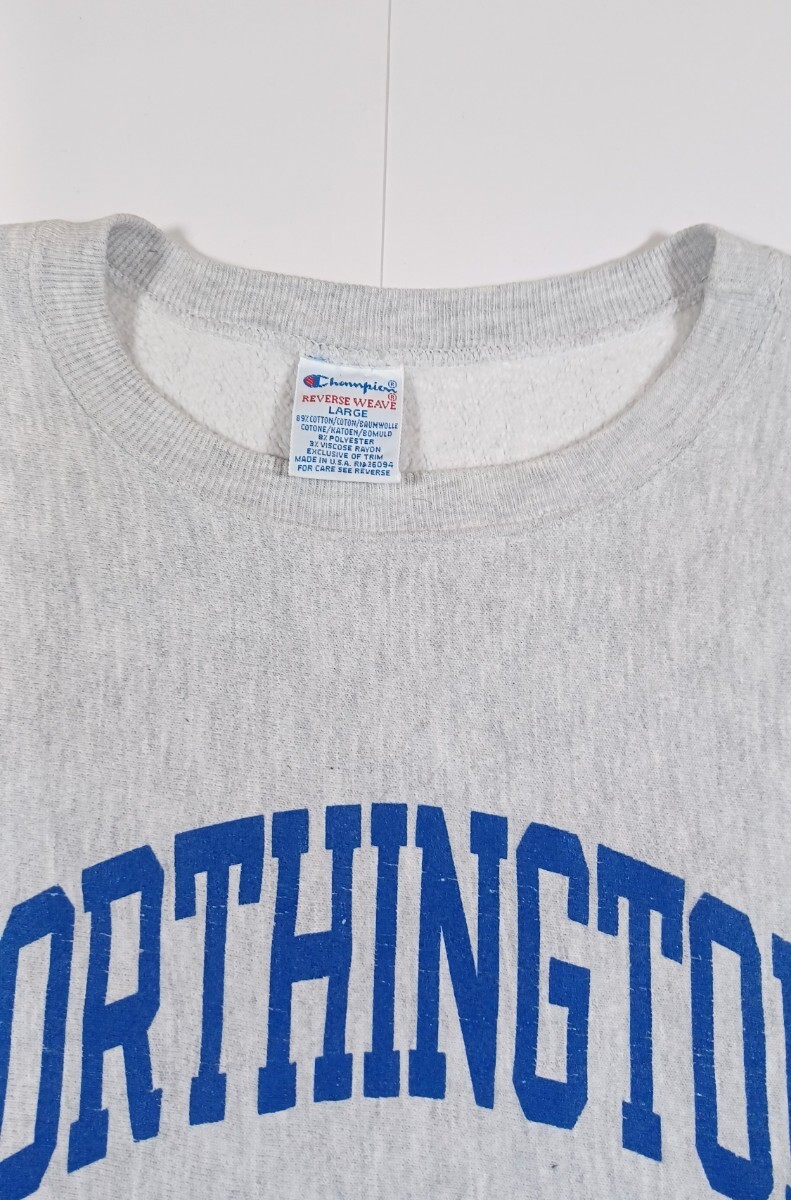 Champion®
REVERSE WEAVE®
LARGE
89% COTTON/COTON/BAUMWOLLE
COTONE/KATOEN/BOMULD
8% POLYESTER
3% VISCOSE RAYON
EXCLUSIVE OF TRIM
MADE IN U.S.A. RN#26094
FOR CARE SEE REVERSE
ORTHINGTO